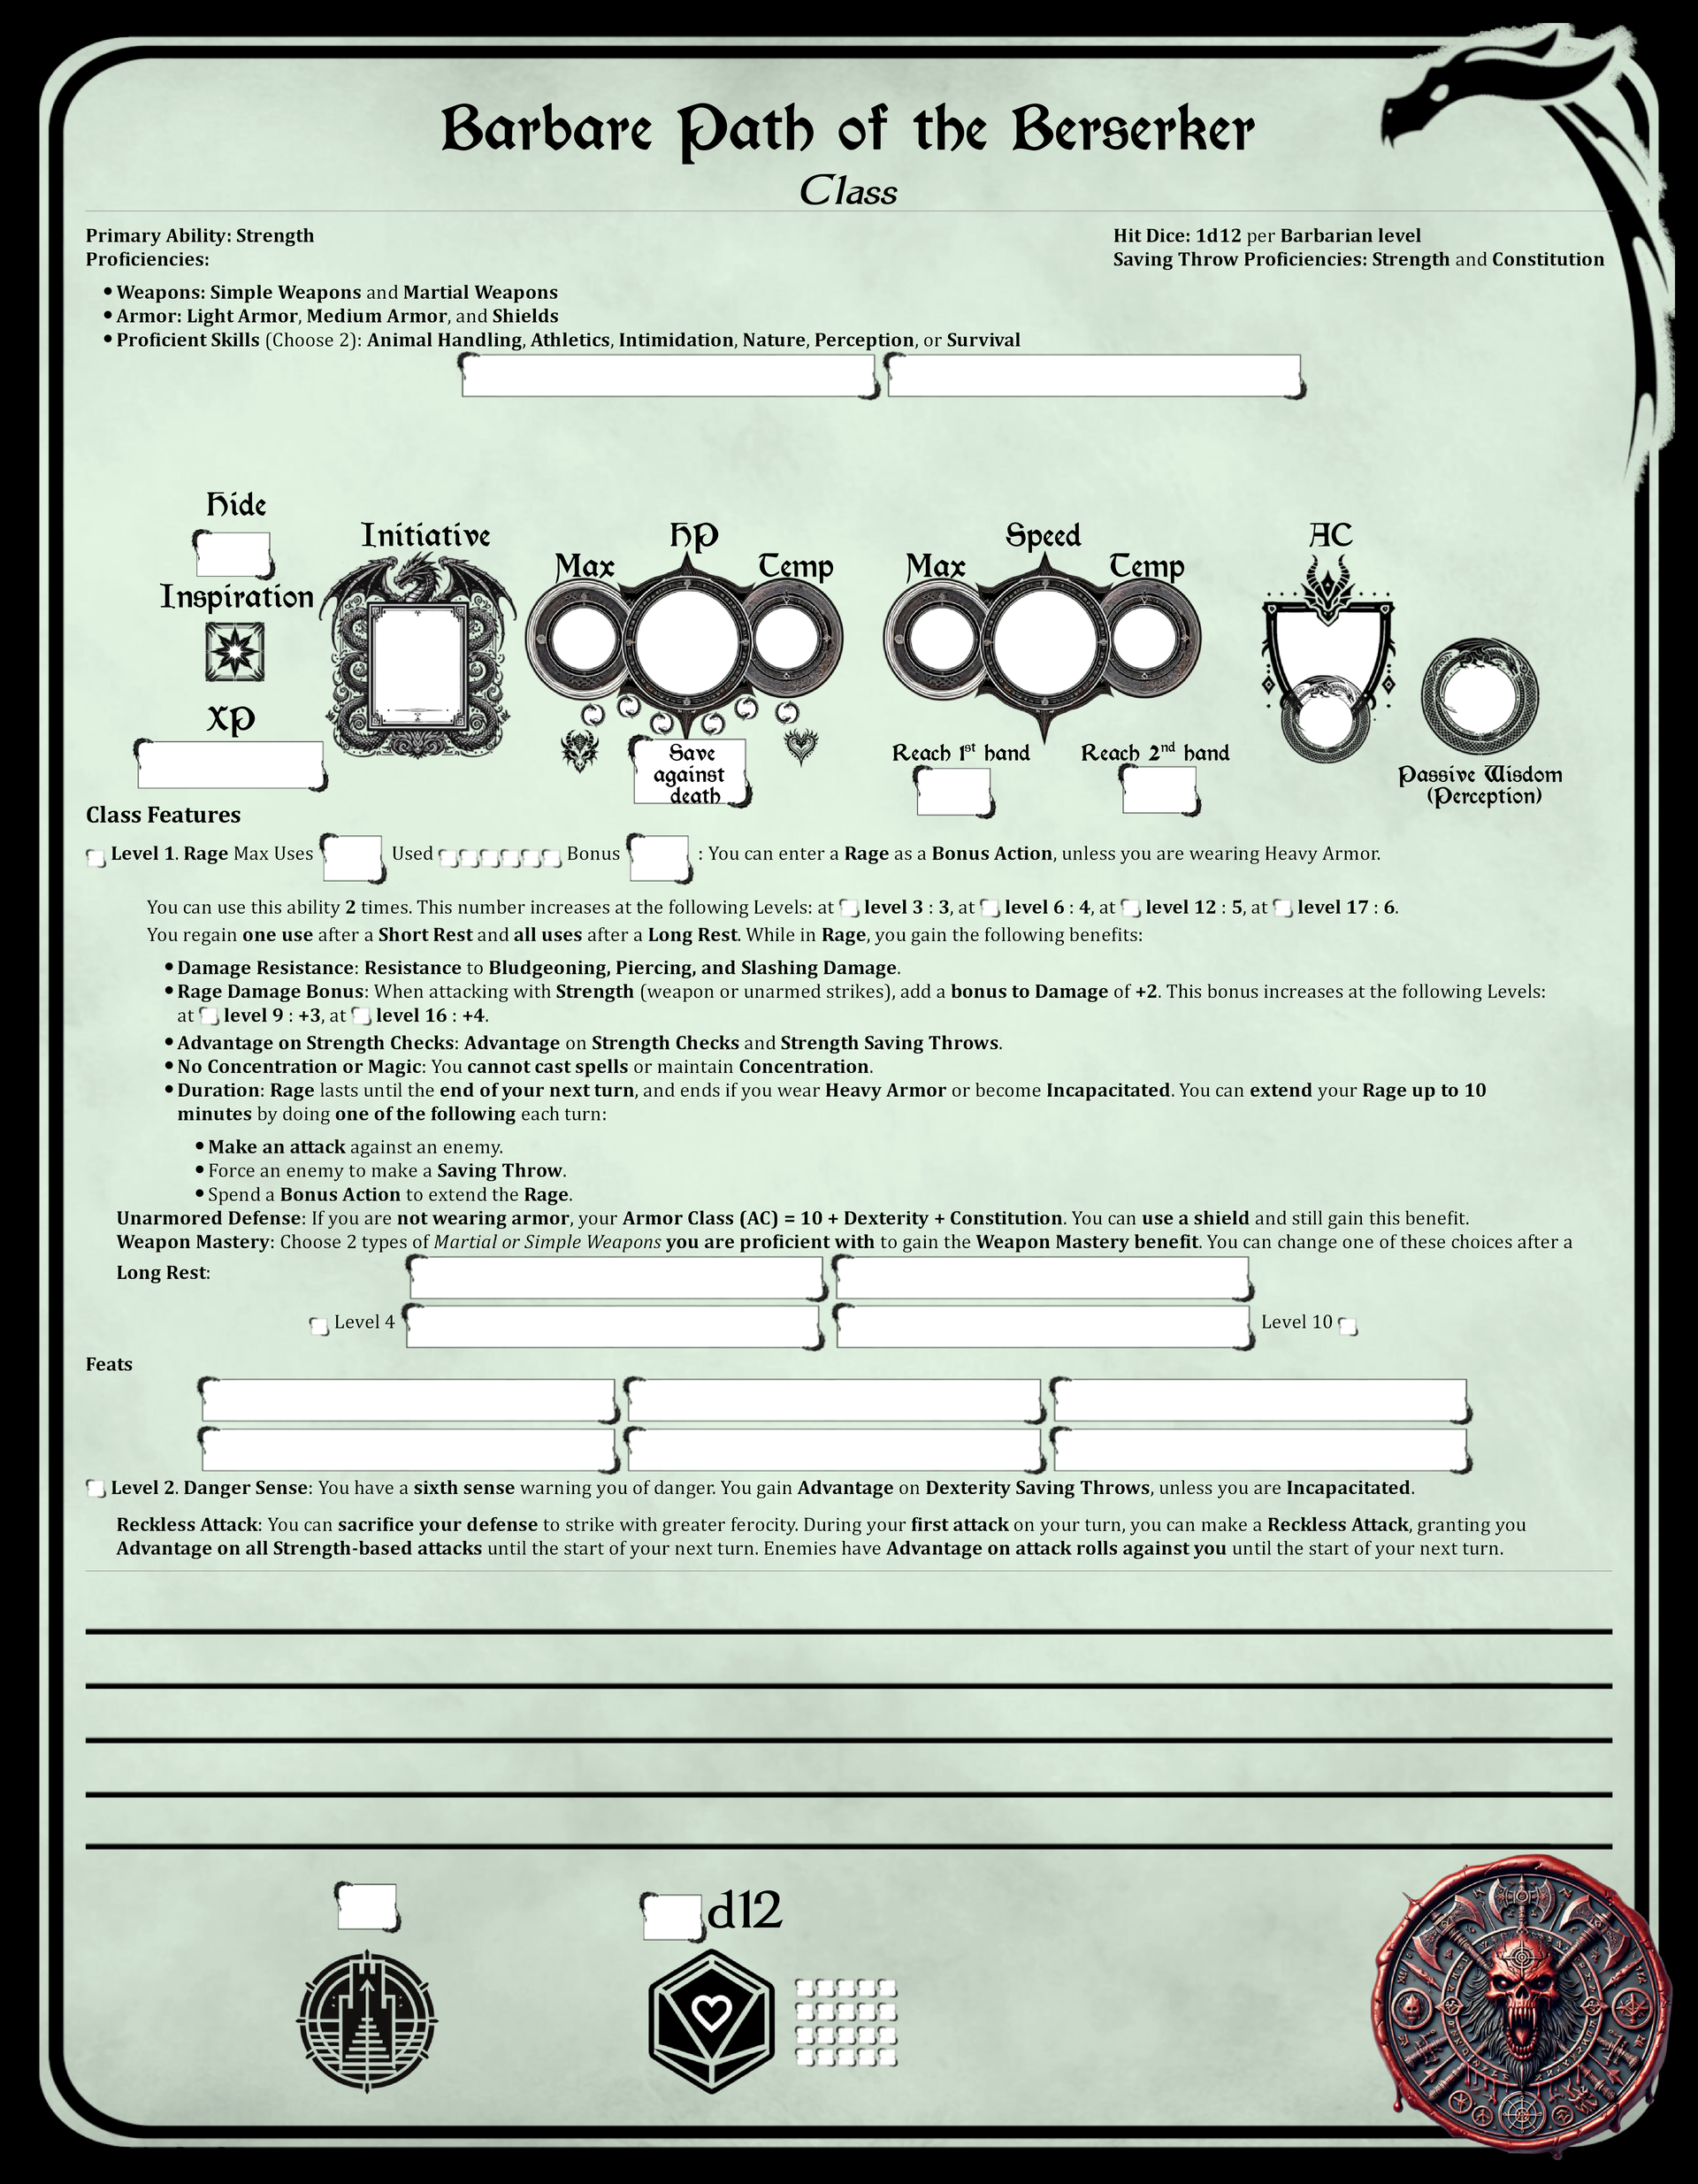 Barbare Path of the Berserker
Class
Primary Ability: Strength
Hit Dice: 1d12 per Barbarian level
Proficiencies:
Saving Throw Proficiencies: Strength and Constitution
• Weapons: Simple Weapons and Martial Weapons
• Armor: Light Armor, Medium Armor, and Shields
• Proficient Skills (Choose 2): Animal Handling, Athletics, Intimidation, Nature, Perception, or Survival
Hide
Initiative
HP
Speed
AC
Max
Temp
Max
Temp
Inspiration
XP
Save
against
death
Reach 1st hand
Reach 2nd hand
Passive Wisdom
(Perception)
Class Features
Level 1. Rage Max Uses Used Bonus : You can enter a Rage as a Bonus Action, unless you are wearing Heavy Armor.
You can use this ability 2 times. This number increases at the following Levels: at level 3 : 3, at level 6 : 4, at level 12 : 5, at level 17 : 6.
You regain one use after a Short Rest and all uses after a Long Rest. While in Rage, you gain the following benefits:
• Damage Resistance: Resistance to Bludgeoning, Piercing, and Slashing Damage.
• Rage Damage Bonus: When attacking with Strength (weapon or unarmed strikes), add a bonus to Damage of +2. This bonus increases at the following Levels:
at level 9 : +3, at level 16 : +4.
• Advantage on Strength Checks: Advantage on Strength Checks and Strength Saving Throws.
• No Concentration or Magic: You cannot cast spells or maintain Concentration.
• Duration: Rage lasts until the end of your next turn, and ends if you wear Heavy Armor or become Incapacitated. You can extend your Rage up to 10
minutes by doing one of the following each turn:
• Make an attack against an enemy.
• Force an enemy to make a Saving Throw.
• Spend a Bonus Action to extend the Rage.
Unarmored Defense: If you are not wearing armor, your Armor Class (AC) = 10 + Dexterity + Constitution. You can use a shield and still gain this benefit.
Weapon Mastery: Choose 2 types of Martial or Simple Weapons you are proficient with to gain the Weapon Mastery benefit. You can change one of these choices after a
Long Rest:
Level 4
Level 10
Feats
Level 2. Danger Sense: You have a sixth sense warning you of danger. You gain Advantage on Dexterity Saving Throws, unless you are Incapacitated.
Reckless Attack: You can sacrifice your defense to strike with greater ferocity. During your first attack on your turn, you can make a Reckless Attack, granting you
Advantage on all Strength-based attacks until the start of your next turn. Enemies have Advantage on attack rolls against you until the start of your next turn.
d12